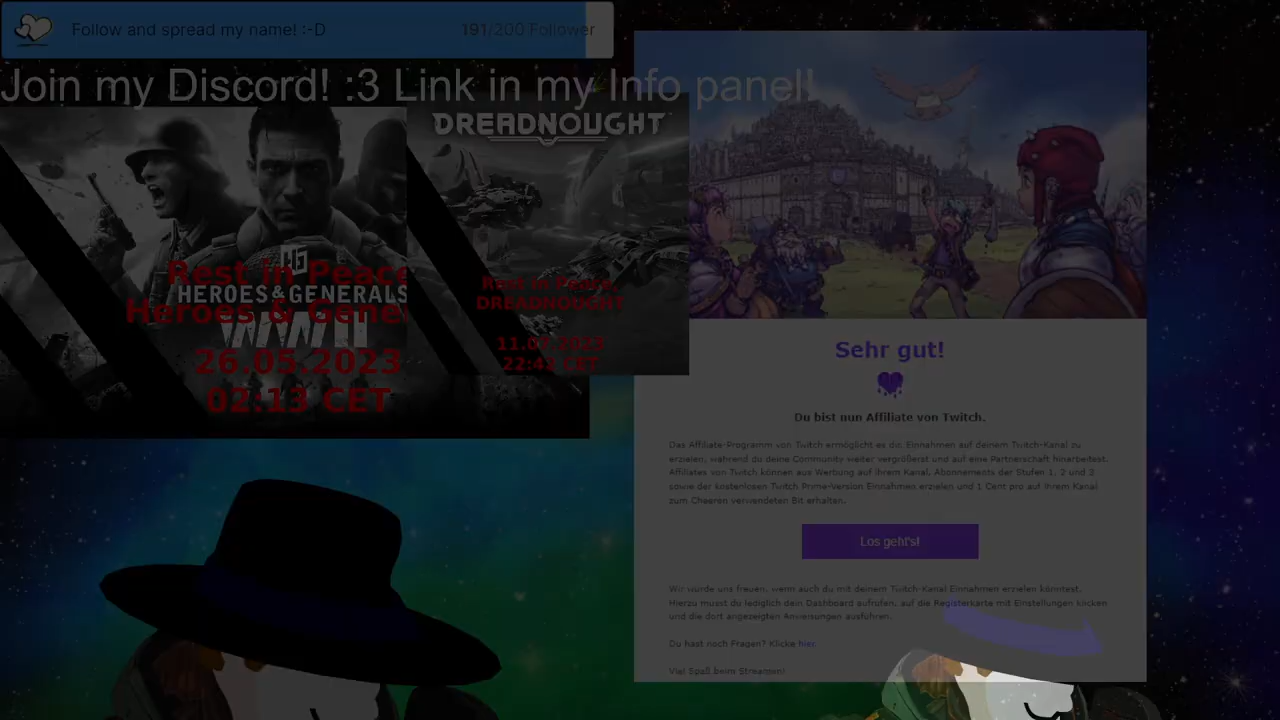 Follow and spread my name! :-D
191/200 Follower
Join my Discord! :3 Link in my Info panel!
DREADNOUGHT
Rest in Peace
HEROES & GENERALS
Heroes & Gene
WWII
26.05.2023
02:13 CET
Rest in Peace,
DREADNOUGHT
11.07.2023
22:42 CET
Sehr gut!
Du bist nun Affiliate von Twitch.
Das Affiliate-Programm von Twitch ermöglicht es dir, Einnahmen auf deinem Twitch-Kanal zu
erzielen, während du deine Community weiter vergrößerst und auf eine Partnerschaft hinarbeitest.
Affiliates von Twitch können aus Werbung auf ihrem Kanal, Abonnements der Stufen 1, 2 und 3
sowie der kostenlosen Twitch Prime-Version Einnahmen erzielen und 1 Cent pro auf ihrem Kanal
zum Cheeren verwendeten Bit erhalten.
Los geht's!
Wir würde uns freuen, wenn auch du mit deinem Twitch-Kanal Einnahmen erzielen könntest.
Hierzu musst du lediglich dein Dashboard aufrufen, auf die Registerkarte mit Einstellungen klicken
und die dort angezeigten Anweisungen ausführen.
Du hast noch Fragen? Klicke hier.
Viel Spaß beim Streamen!